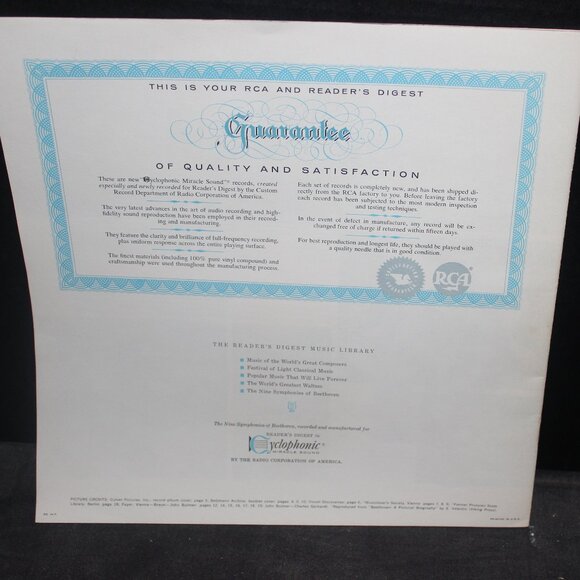 THIS IS YOUR RCA AND READER'S DIGEST
Guarantee
OF QUALITY AND SATISFACTION
These are new "Cyclophonic Miracle Sound"® records, created
especially and newly recorded for Reader's Digest by the Custom
Record Department of Radio Corporation of America.
The very latest advances in the art of audio recording and high-
fidelity sound reproduction have been employed in their record-
ing and manufacturing.
They feature the clarity and brilliance of full-frequency recording,
plus uniform response across the entire playing surface.
The finest materials (including 100% pure vinyl compound) and
craftsmanship were used throughout the manufacturing process.
Each set of records is completely new, and has been shipped di-
rectly from the RCA factory to you. Before leaving the factory
each record has been subjected to the most modern inspection
and testing techniques.
In the event of defect in manufacture, any record will be ex-
changed free of charge if returned within fifteen days.
For best reproduction and longest life, they should be played with
a quality needle that is in good condition.
RCA
THE READER'S DIGEST MUSIC LIBRARY
Music of the World's Great Composers
Festival of Light Classical Music
Popular Music That Will Live Forever
The World's Greatest Waltzes
The Nine Symphonies of Beethoven
The Nine Symphonies of Beethoven, recorded and manufactured for
READER'S DIGEST in
Cyclophonic®
MIRACLE SOUND
BY THE RADIO CORPORATION OF AMERICA.